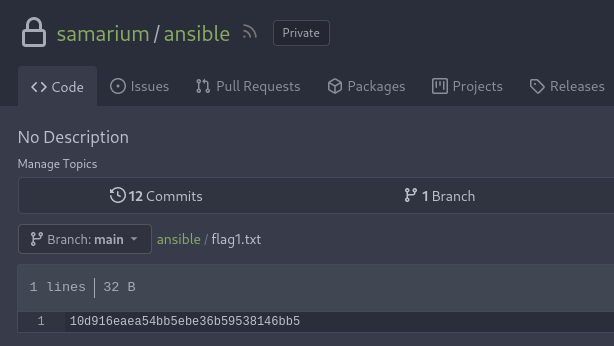 samarium / ansible Private
Code Issues Pull Requests Packages Projects Releases
No Description
Manage Topics
12 Commits 1 Branch
Branch: main ansible / flag1.txt
1 lines 32 B
1 10d916eaea54bb5ebe36b59538146bb5